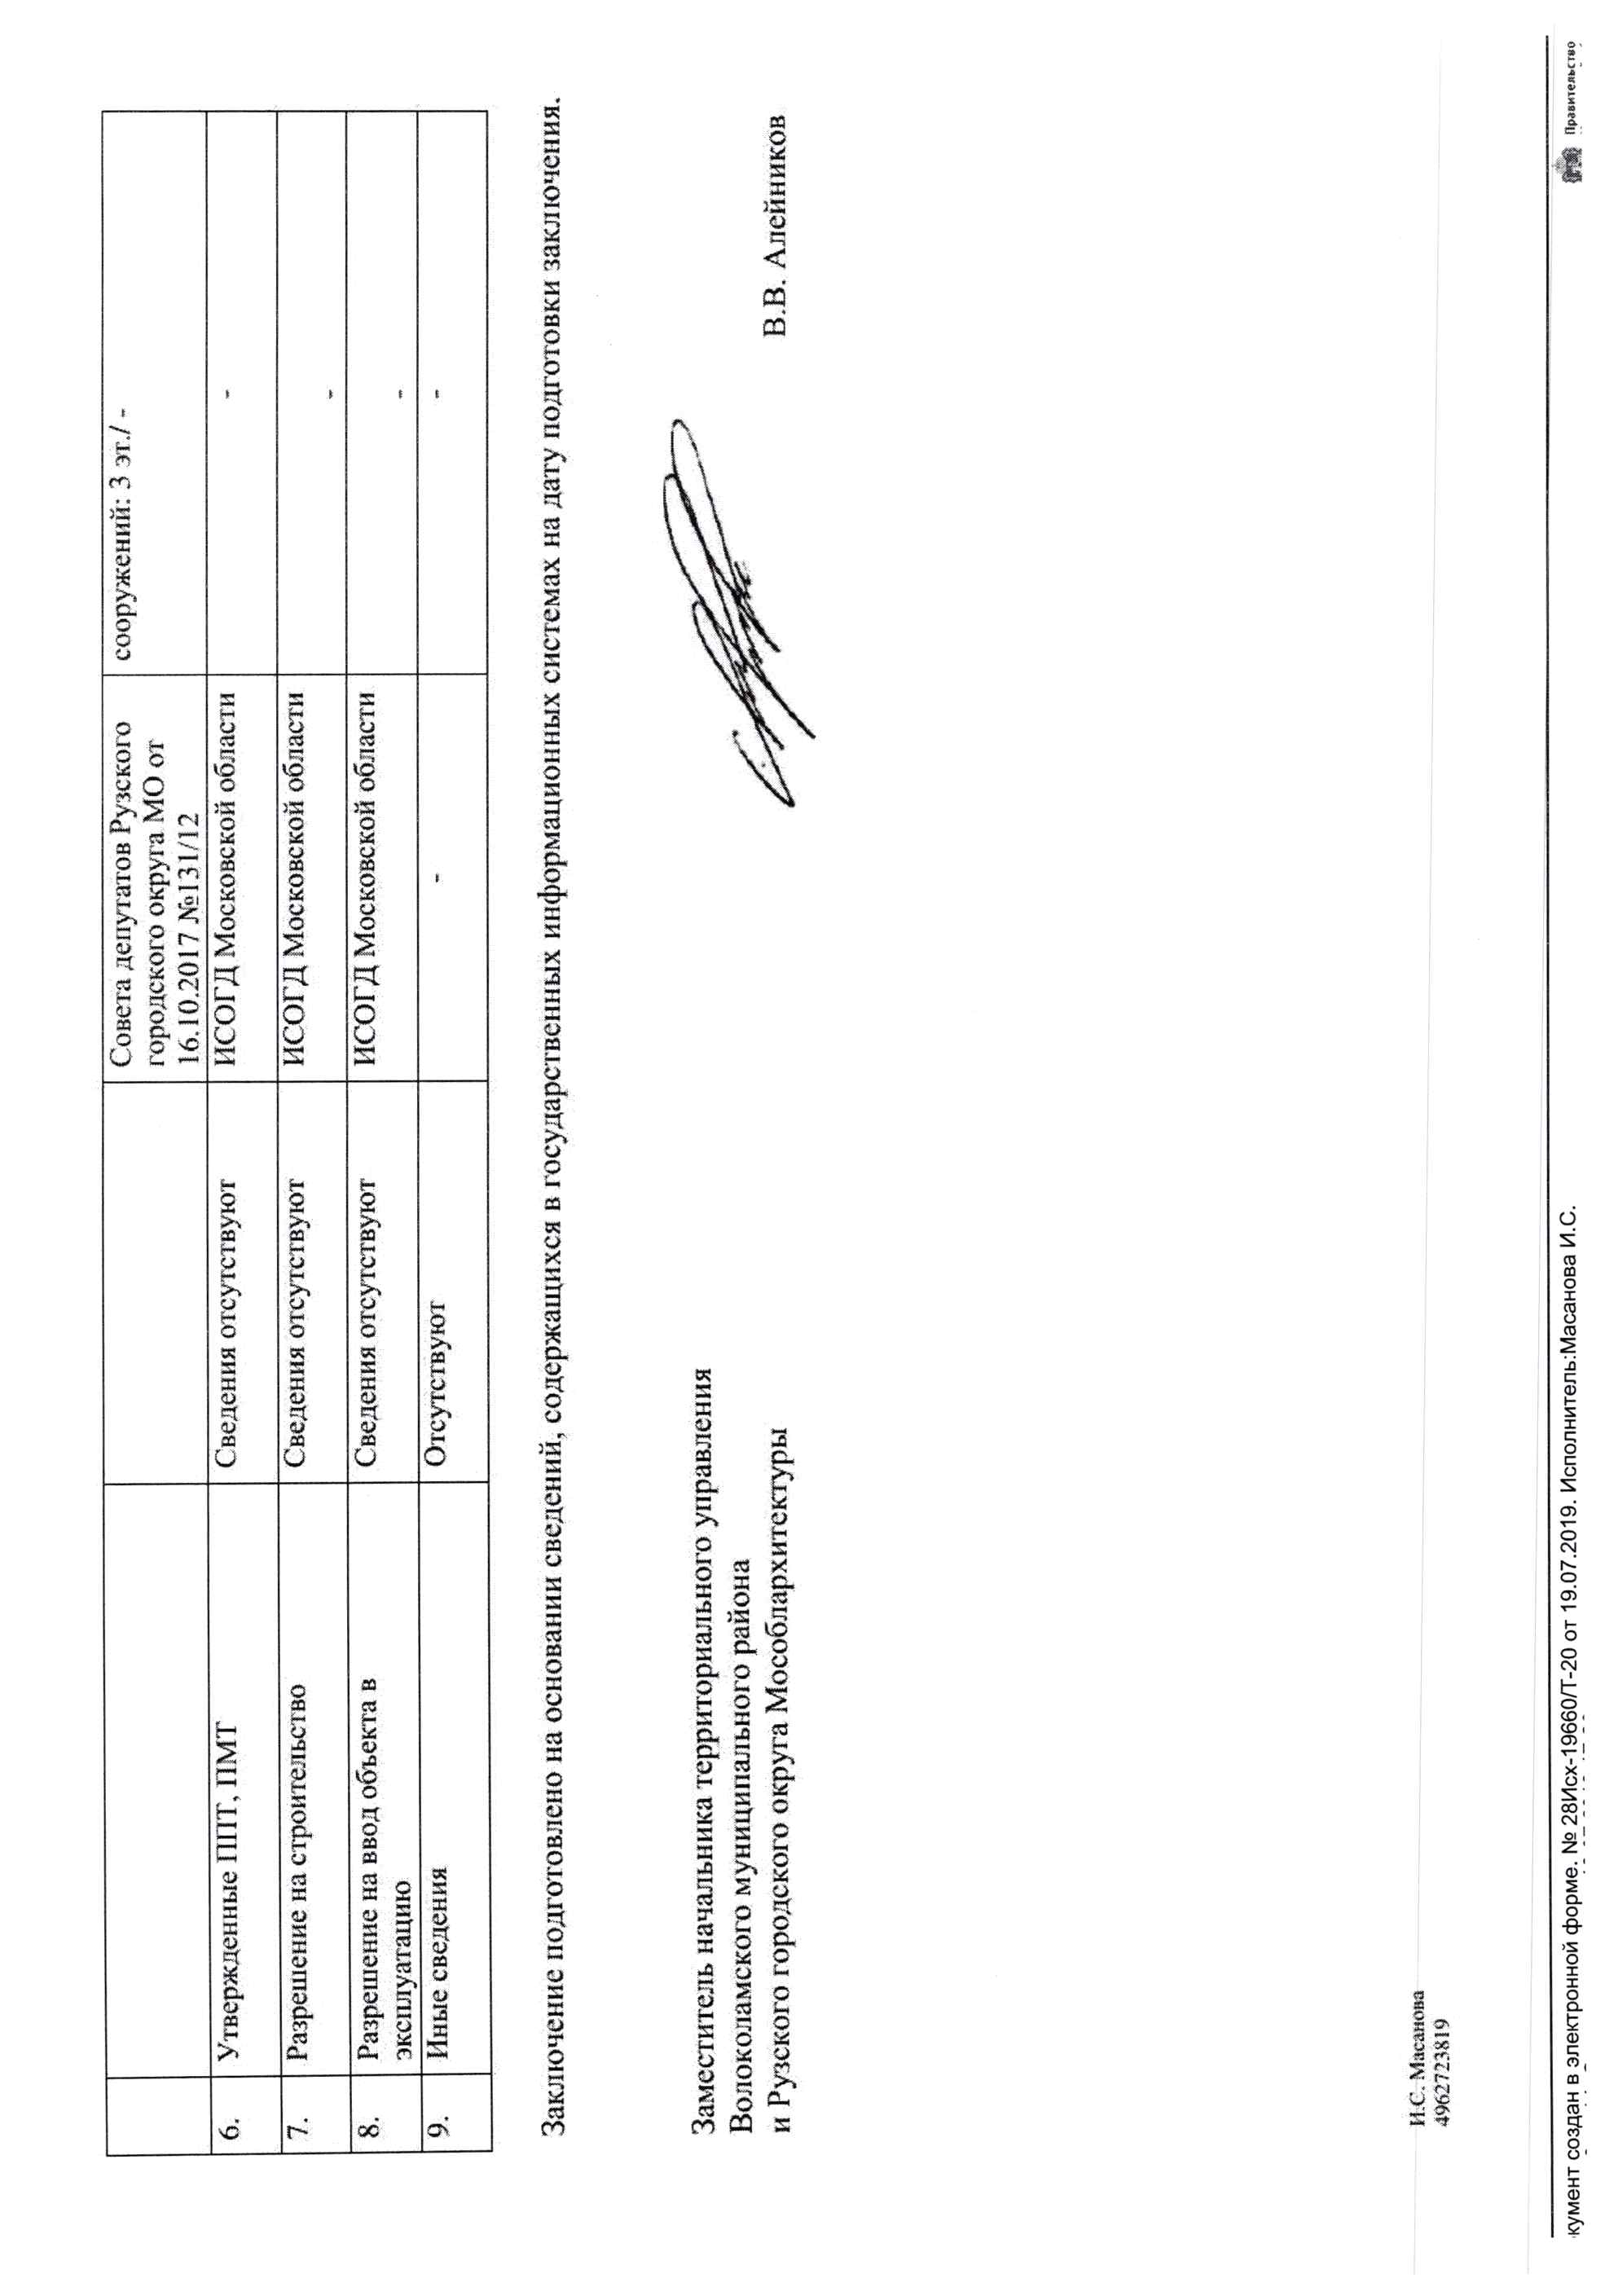 Совета депутатов Рузского
городского округа МО от
16.10.2017 №131/12
сооружений: 3 эт./ -
6. Утвержденные ППТ, ПМТ Сведения отсутствуют ИСОГД Московской области -
7. Разрешение на строительство Сведения отсутствуют ИСОГД Московской области -
8. Разрешение на ввод объекта в Сведения отсутствуют ИСОГД Московской области -
эксплуатацию
9. Иные сведения Отсутствуют - -
Заключение подготовлено на основании сведений, содержащихся в государственных информационных системах на дату подготовки заключения.
Заместитель начальника территориального управления
Волоколамского муниципального района
и Рузского городского округа Мособлархитектуры В.В. Алейников
И.С. Масанова
4962723819
кумент создан в электронной форме. № 28Исх-19660/Т-20 от 19.07.2019. Исполнитель:Масанова И.С.
Правительство